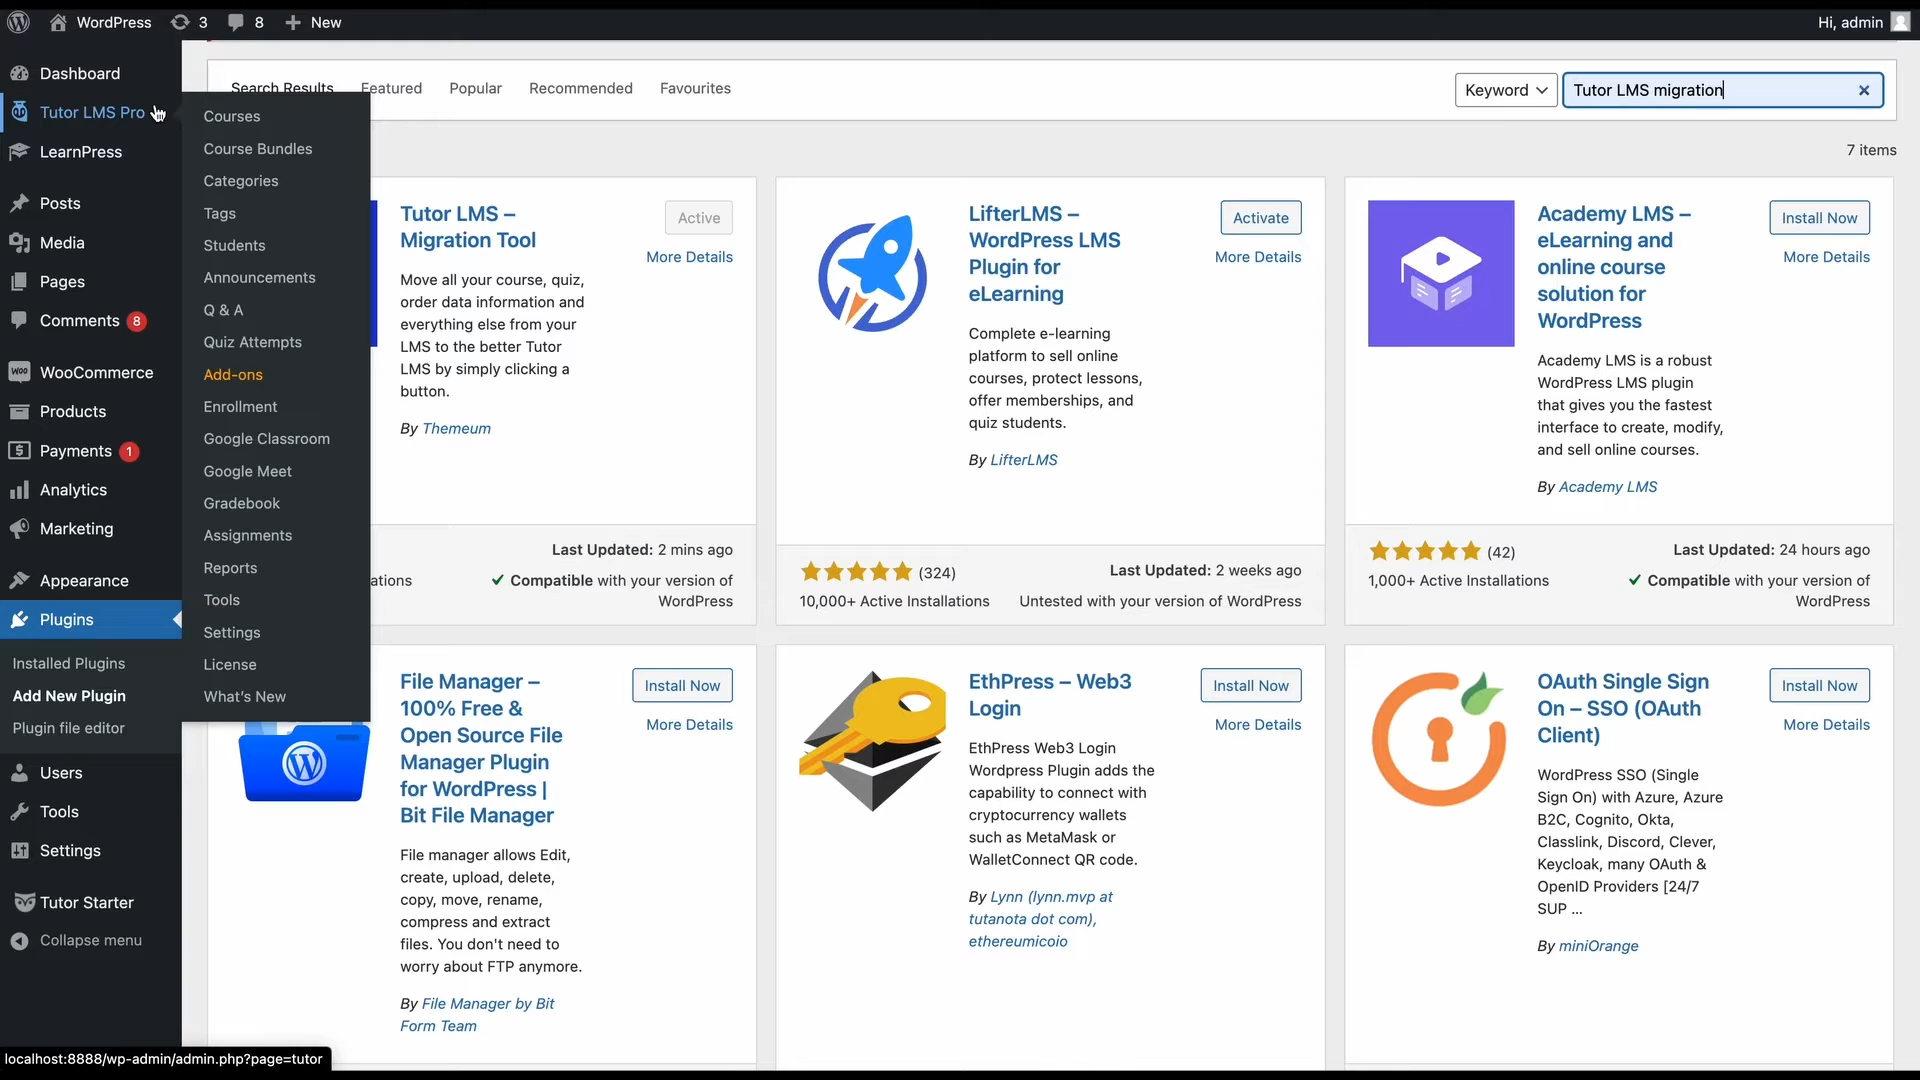 WordPress 3 8 + New Hi, admin
Dashboard
Tutor LMS Pro
LearnPress
Posts
Media
Pages
Comments 8
WooCommerce
Products
Payments 1
Analytics
Marketing
Appearance
Plugins
Installed Plugins
Add New Plugin
Plugin file editor
Users
Tools
Settings
Tutor Starter
Collapse menu
Courses
Course Bundles
Categories
Tags
Students
Announcements
Q & A
Quiz Attempts
Add-ons
Enrollment
Google Classroom
Google Meet
Gradebook
Assignments
Reports
Tools
Settings
License
What's New
Search Results Featured Popular Recommended Favourites
Keyword
Tutor LMS migration
7 items
Tutor LMS –
Migration Tool
Active
More Details
Move all your course, quiz,
order data information and
everything else from your
LMS to the better Tutor
LMS by simply clicking a
button.
By Themeum
Last Updated: 2 mins ago
ations
Compatible with your version of
WordPress
LifterLMS –
WordPress LMS
Plugin for
eLearning
Activate
More Details
Complete e-learning
platform to sell online
courses, protect lessons,
offer memberships, and
quiz students.
By LifterLMS
(324)
Last Updated: 2 weeks ago
10,000+ Active Installations
Untested with your version of WordPress
Academy LMS –
eLearning and
online course
solution for
WordPress
Install Now
More Details
Academy LMS is a robust
WordPress LMS plugin
that gives you the fastest
interface to create, modify,
and sell online courses.
By Academy LMS
(42)
Last Updated: 24 hours ago
1,000+ Active Installations
Compatible with your version of
WordPress
File Manager –
100% Free &
Open Source File
Manager Plugin
for WordPress |
Bit File Manager
Install Now
More Details
File manager allows Edit,
create, upload, delete,
copy, move, rename,
compress and extract
files. You don't need to
worry about FTP anymore.
By File Manager by Bit
Form Team
EthPress – Web3
Login
Install Now
More Details
EthPress Web3 Login
Wordpress Plugin adds the
capability to connect with
cryptocurrency wallets
such as MetaMask or
WalletConnect QR code.
By Lynn (lynn.mvp at
tutanota dot com),
ethereumicoio
OAuth Single Sign
On – SSO (OAuth
Client)
Install Now
More Details
WordPress SSO (Single
Sign On) with Azure, Azure
B2C, Cognito, Okta,
Classlink, Discord, Clever,
Keycloak, many OAuth &
OpenID Providers [24/7
SUP ...
By miniOrange
localhost:8888/wp-admin/admin.php?page=tutor